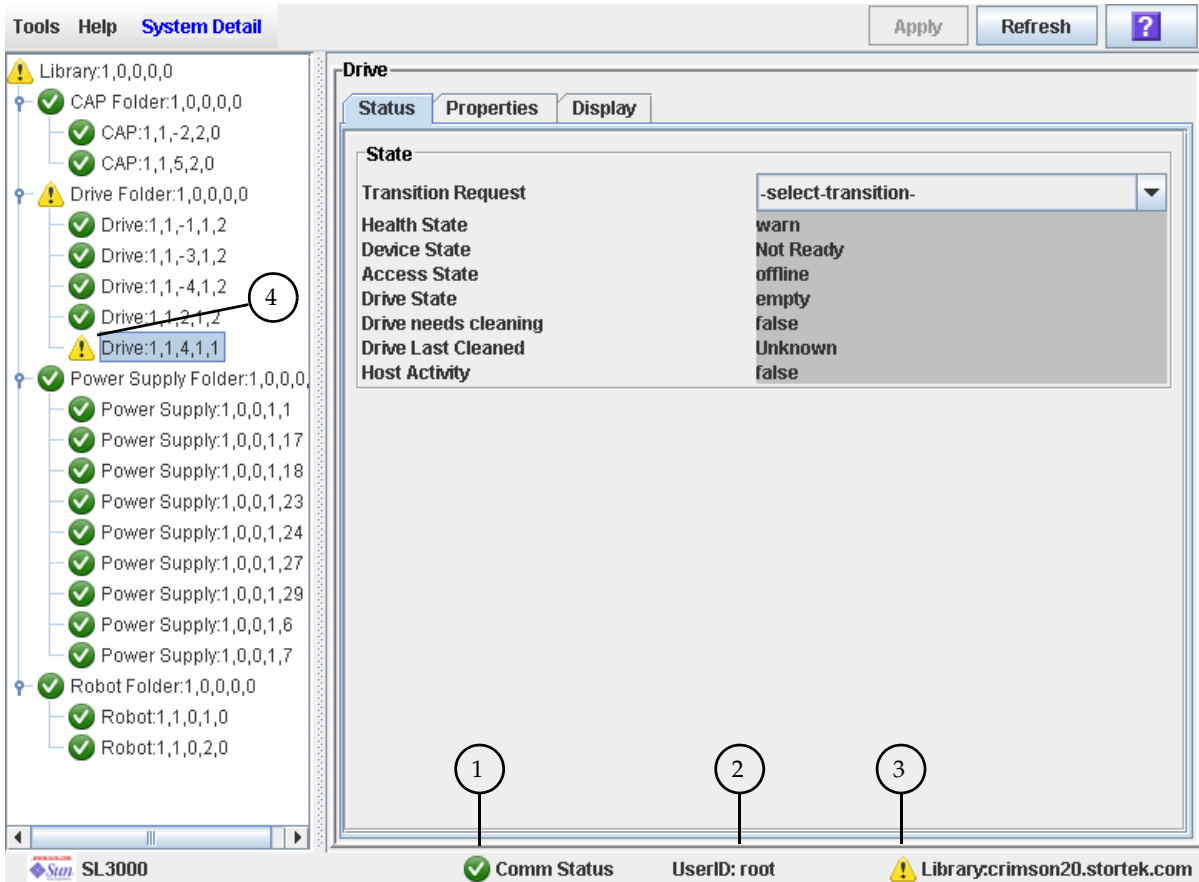 Tools Help System Detail Apply Refresh ?
Library:1,0,0,0,0
CAP Folder:1,0,0,0,0
CAP:1,1,-2,2,0
CAP:1,1,5,2,0
Drive Folder:1,0,0,0,0
Drive:1,1,-1,1,2
Drive:1,1,-3,1,2
Drive:1,1,-4,1,2
Drive:1,1,2,1,2
Drive:1,1,4,1,1
4
Power Supply Folder:1,0,0,0,
Power Supply:1,0,0,1,1
Power Supply:1,0,0,1,17
Power Supply:1,0,0,1,18
Power Supply:1,0,0,1,23
Power Supply:1,0,0,1,24
Power Supply:1,0,0,1,27
Power Supply:1,0,0,1,29
Power Supply:1,0,0,1,6
Power Supply:1,0,0,1,7
Robot Folder:1,0,0,0,0
Robot:1,1,0,1,0
Robot:1,1,0,2,0
Drive
Status Properties Display
State
Transition Request -select-transition-
Health State warn
Device State Not Ready
Access State offline
Drive State empty
Drive needs cleaning false
Drive Last Cleaned Unknown
Host Activity false
1 2 3
Sun SL3000 Comm Status UserID: root Library:crimson20.stortek.com